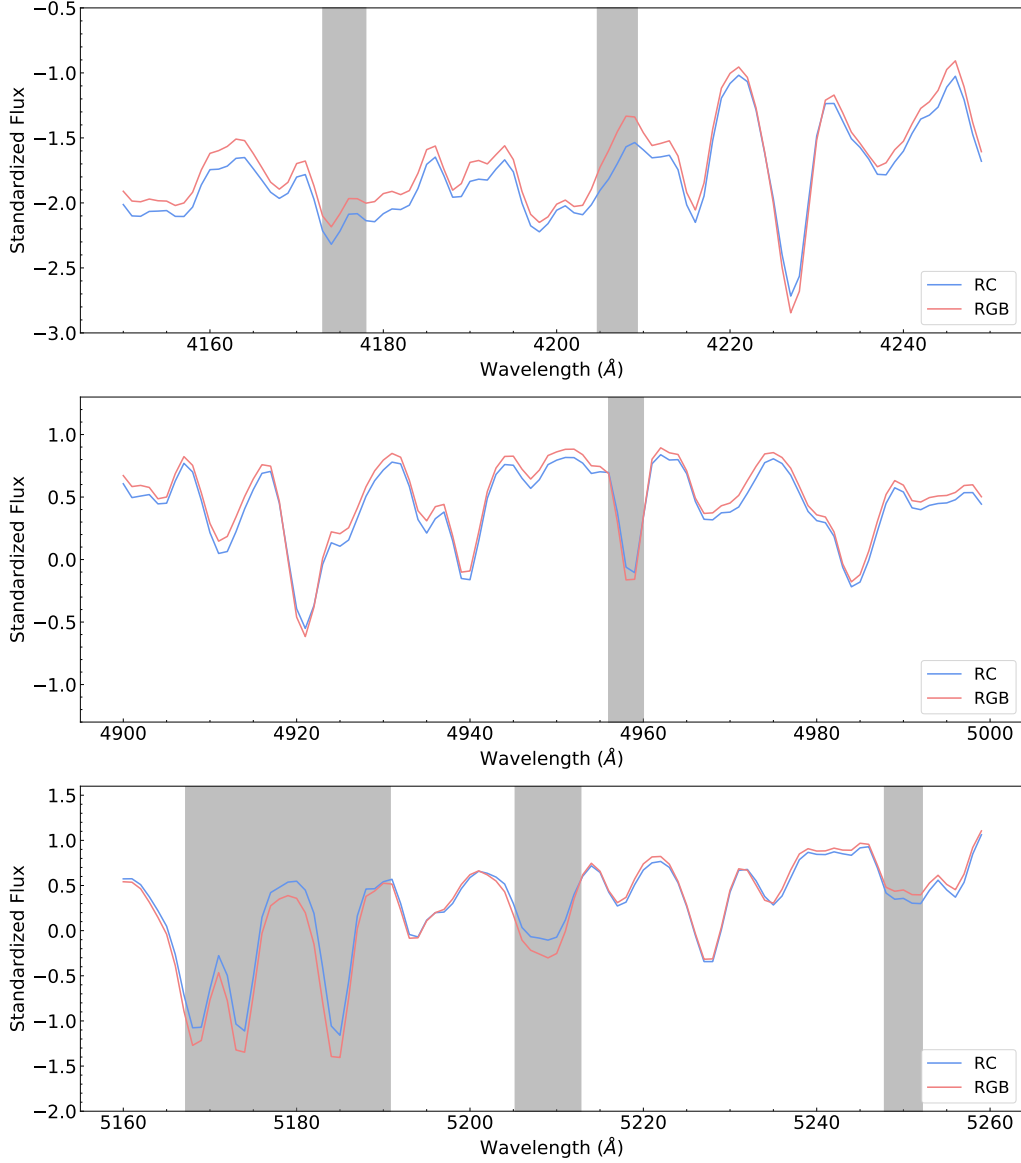 −0.5
−1.0
−1.5
−2.0
−2.5
−3.0
Standardized Flux
RC
RGB
4160 4180 4200 4220 4240
Wavelength (Å)
1.0
0.5
0.0
−0.5
−1.0
Standardized Flux
RC
RGB
4900 4920 4940 4960 4980 5000
Wavelength (Å)
1.5
1.0
0.5
0.0
−0.5
−1.0
−1.5
−2.0
Standardized Flux
RC
RGB
5160 5180 5200 5220 5240 5260
Wavelength (Å)